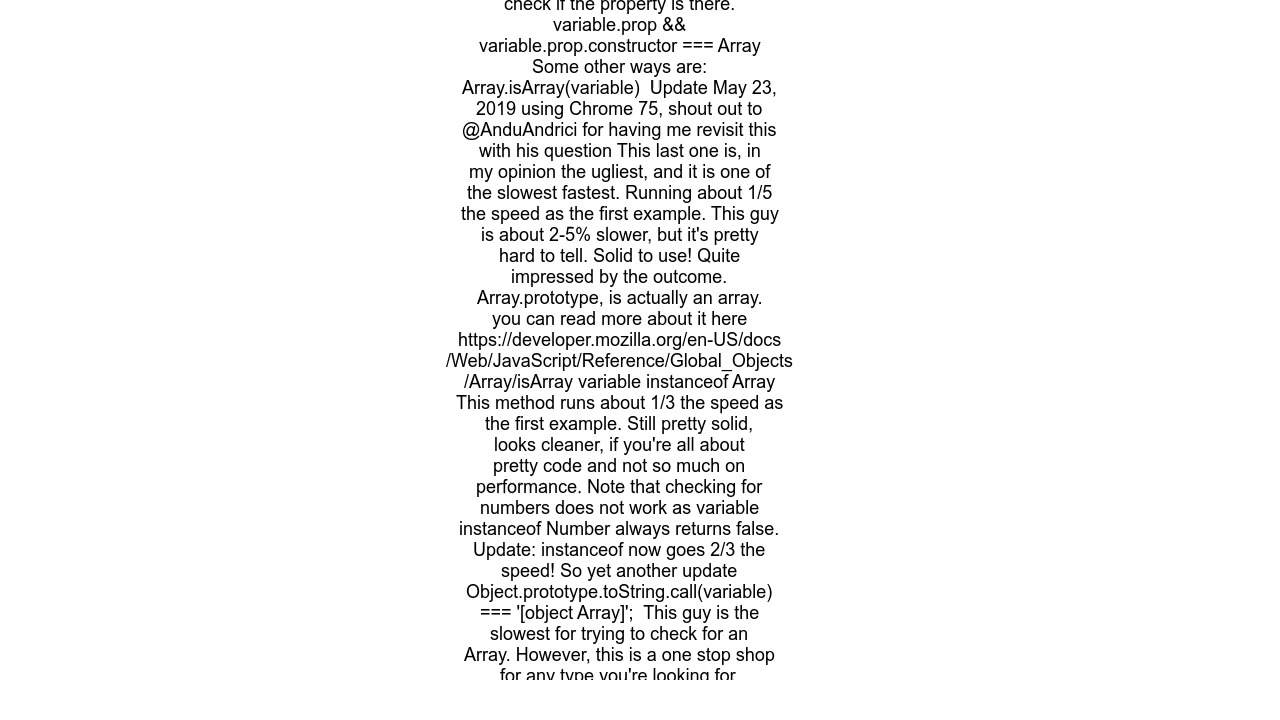 check if the property is there.
variable.prop &&
variable.prop.constructor === Array
Some other ways are:
Array.isArray(variable)  Update May 23,
2019 using Chrome 75, shout out to
@AnduAndrici for having me revisit this
with his question This last one is, in
my opinion the ugliest, and it is one of
the slowest fastest. Running about 1/5
the speed as the first example. This guy
is about 2-5% slower, but it's pretty
hard to tell. Solid to use! Quite
impressed by the outcome.
Array.prototype, is actually an array.
you can read more about it here
https://developer.mozilla.org/en-US/docs
/Web/JavaScript/Reference/Global_Objects
/Array/isArray variable instanceof Array
This method runs about 1/3 the speed as
the first example. Still pretty solid,
looks cleaner, if you're all about
pretty code and not so much on
performance. Note that checking for
numbers does not work as variable
instanceof Number always returns false.
Update: instanceof now goes 2/3 the
speed! So yet another update
Object.prototype.toString.call(variable)
=== '[object Array]';  This guy is the
slowest for trying to check for an
Array. However, this is a one stop shop
for any type you're looking for